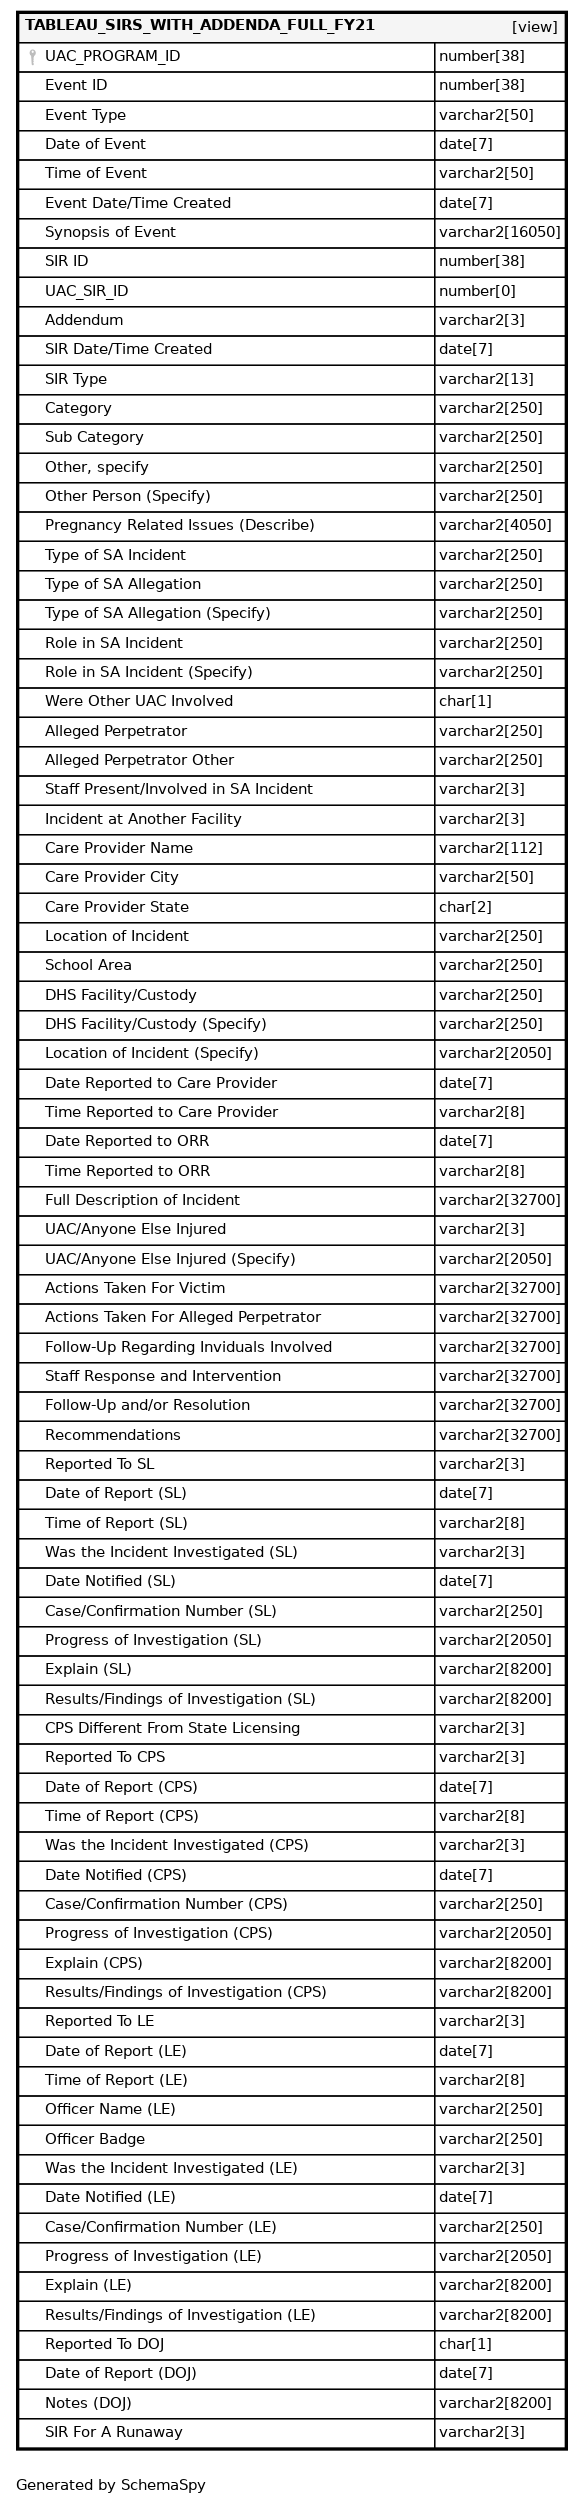 TABLEAU_SIRS_WITH_ADDENDA_FULL_FY21 [view]
UAC_PROGRAM_ID number[38]
Event ID number[38]
Event Type varchar2[50]
Date of Event date[7]
Time of Event varchar2[50]
Event Date/Time Created date[7]
Synopsis of Event varchar2[16050]
SIR ID number[38]
UAC_SIR_ID number[0]
Addendum varchar2[3]
SIR Date/Time Created date[7]
SIR Type varchar2[13]
Category varchar2[250]
Sub Category varchar2[250]
Other, specify varchar2[250]
Other Person (Specify) varchar2[250]
Pregnancy Related Issues (Describe) varchar2[4050]
Type of SA Incident varchar2[250]
Type of SA Allegation varchar2[250]
Type of SA Allegation (Specify) varchar2[250]
Role in SA Incident varchar2[250]
Role in SA Incident (Specify) varchar2[250]
Were Other UAC Involved char[1]
Alleged Perpetrator varchar2[250]
Alleged Perpetrator Other varchar2[250]
Staff Present/Involved in SA Incident varchar2[3]
Incident at Another Facility varchar2[3]
Care Provider Name varchar2[112]
Care Provider City varchar2[50]
Care Provider State char[2]
Location of Incident varchar2[250]
School Area varchar2[250]
DHS Facility/Custody varchar2[250]
DHS Facility/Custody (Specify) varchar2[250]
Location of Incident (Specify) varchar2[2050]
Date Reported to Care Provider date[7]
Time Reported to Care Provider varchar2[8]
Date Reported to ORR date[7]
Time Reported to ORR varchar2[8]
Full Description of Incident varchar2[32700]
UAC/Anyone Else Injured varchar2[3]
UAC/Anyone Else Injured (Specify) varchar2[2050]
Actions Taken For Victim varchar2[32700]
Actions Taken For Alleged Perpetrator varchar2[32700]
Follow-Up Regarding Inviduals Involved varchar2[32700]
Staff Response and Intervention varchar2[32700]
Follow-Up and/or Resolution varchar2[32700]
Recommendations varchar2[32700]
Reported To SL varchar2[3]
Date of Report (SL) date[7]
Time of Report (SL) varchar2[8]
Was the Incident Investigated (SL) varchar2[3]
Date Notified (SL) date[7]
Case/Confirmation Number (SL) varchar2[250]
Progress of Investigation (SL) varchar2[2050]
Explain (SL) varchar2[8200]
Results/Findings of Investigation (SL) varchar2[8200]
CPS Different From State Licensing varchar2[3]
Reported To CPS varchar2[3]
Date of Report (CPS) date[7]
Time of Report (CPS) varchar2[8]
Was the Incident Investigated (CPS) varchar2[3]
Date Notified (CPS) date[7]
Case/Confirmation Number (CPS) varchar2[250]
Progress of Investigation (CPS) varchar2[2050]
Explain (CPS) varchar2[8200]
Results/Findings of Investigation (CPS) varchar2[8200]
Reported To LE varchar2[3]
Date of Report (LE) date[7]
Time of Report (LE) varchar2[8]
Officer Name (LE) varchar2[250]
Officer Badge varchar2[250]
Was the Incident Investigated (LE) varchar2[3]
Date Notified (LE) date[7]
Case/Confirmation Number (LE) varchar2[250]
Progress of Investigation (LE) varchar2[2050]
Explain (LE) varchar2[8200]
Results/Findings of Investigation (LE) varchar2[8200]
Reported To DOJ char[1]
Date of Report (DOJ) date[7]
Notes (DOJ) varchar2[8200]
SIR For A Runaway varchar2[3]
Generated by SchemaSpy